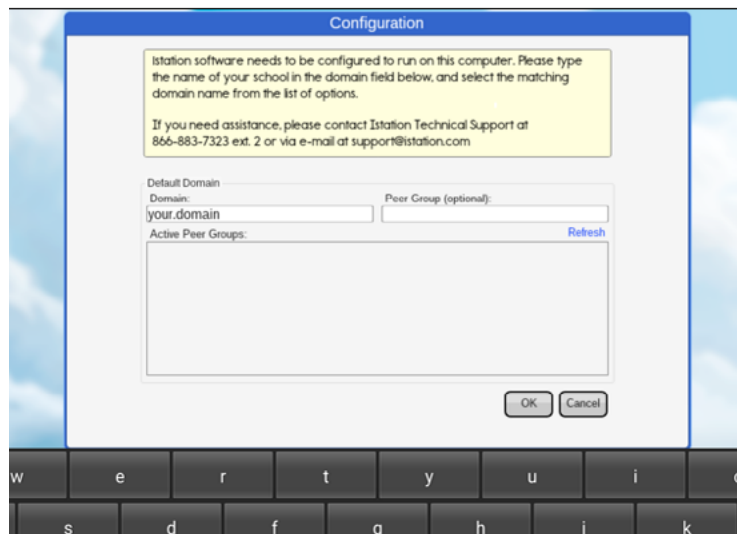 Configuration
Istation software needs to be configured to run on this computer. Please type
the name of your school in the domain field below, and select the matching
domain name from the list of options.
If you need assistance, please contact Istation Technical Support at
866-883-7323 ext. 2 or via e-mail at support@istation.com
Default Domain
Domain: Peer Group (optional):
your.domain
Active Peer Groups: Refresh
OK Cancel
w e r t y u i
s d f g h j k